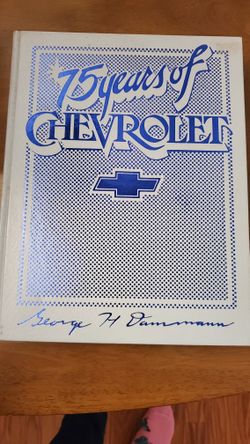 75 years of
CHEVROLET
George H Dammann